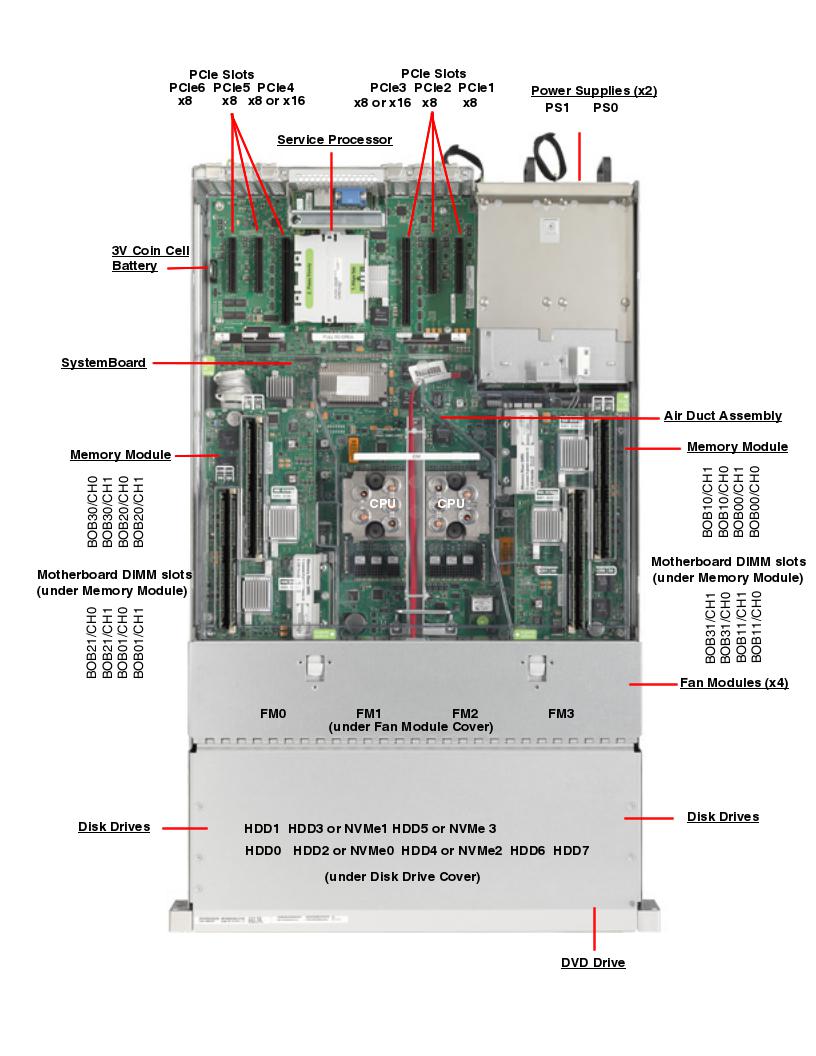 PCIe Slots
PCIe6 PCIe5 PCIe4
x8 x8 x8 or x16
PCIe Slots
PCIe3 PCIe2 PCIe1
x8 or x16 x8 x8
Power Supplies (x2)
PS1 PS0
Service Processor
3V Coin Cell
Battery
SystemBoard
Air Duct Assembly
Memory Module
BOB30/CH0
BOB30/CH1
BOB20/CH0
BOB20/CH1
Memory Module
BOB10/CH1
BOB10/CH0
BOB00/CH1
BOB00/CH0
CPU
CPU
Motherboard DIMM slots
(under Memory Module)
BOB21/CH0
BOB21/CH1
BOB01/CH0
BOB01/CH1
Motherboard DIMM slots
(under Memory Module)
BOB31/CH1
BOB31/CH0
BOB11/CH1
BOB11/CH0
Fan Modules (x4)
FM0 FM1 FM2 FM3
(under Fan Module Cover)
Disk Drives
Disk Drives
HDD1 HDD3 or NVMe1 HDD5 or NVMe 3
HDD0 HDD2 or NVMe0 HDD4 or NVMe2 HDD6 HDD7
(under Disk Drive Cover)
DVD Drive